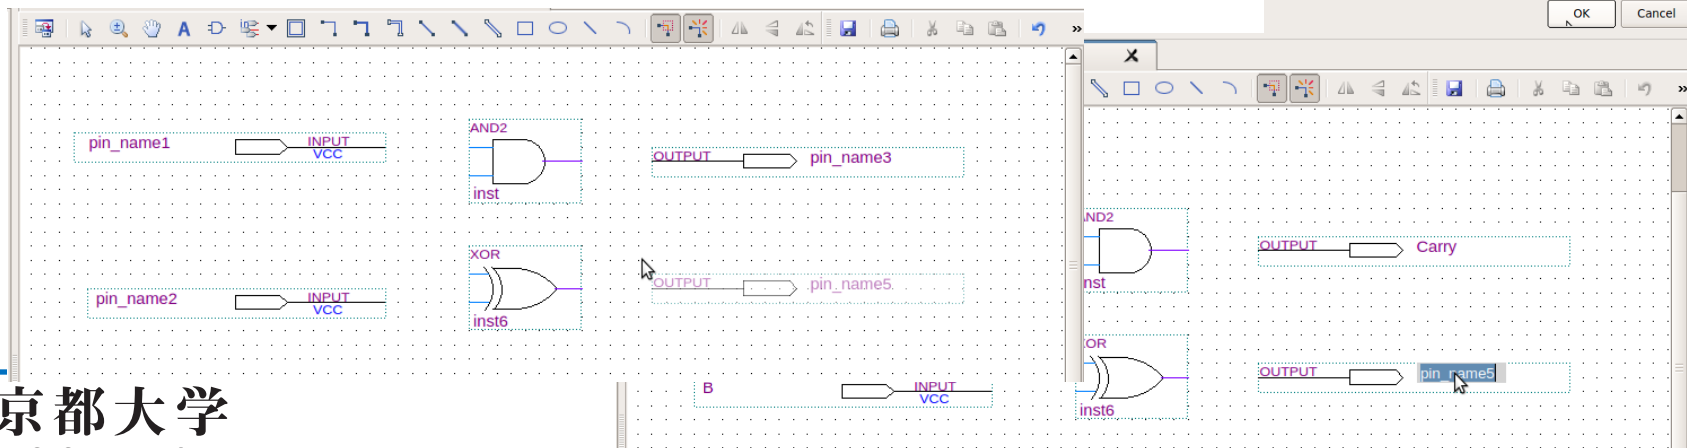 OK
Cancel
pin_name1
INPUT
VCC
AND2
inst
OUTPUT
pin_name3
pin_name2
INPUT
VCC
XOR
inst6
OUTPUT
pin_name5
B
INPUT
VCC
ND2
nst
OUTPUT
Carry
OR
inst6
OUTPUT
pin_name5
京都大学